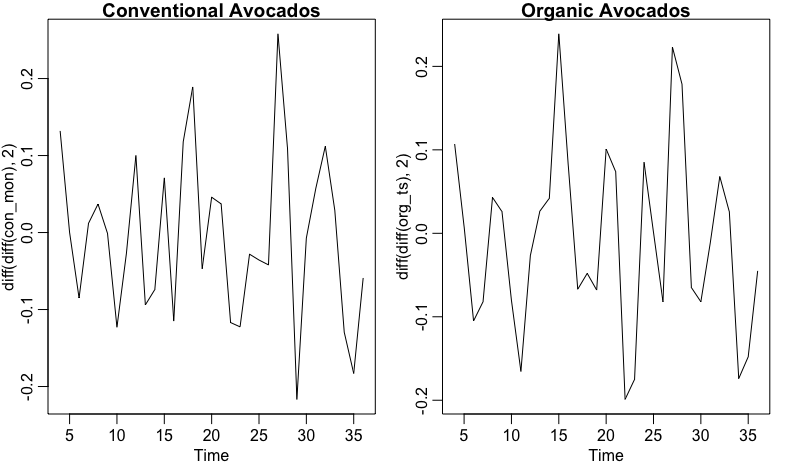 Conventional Avocados
diff(diff(con_mon), 2)
0.2
0.1
0.0
-0.1
-0.2
5 10 15 20 25 30 35
Time
Organic Avocados
diff(diff(org_ts), 2)
0.2
0.1
0.0
-0.1
-0.2
5 10 15 20 25 30 35
Time